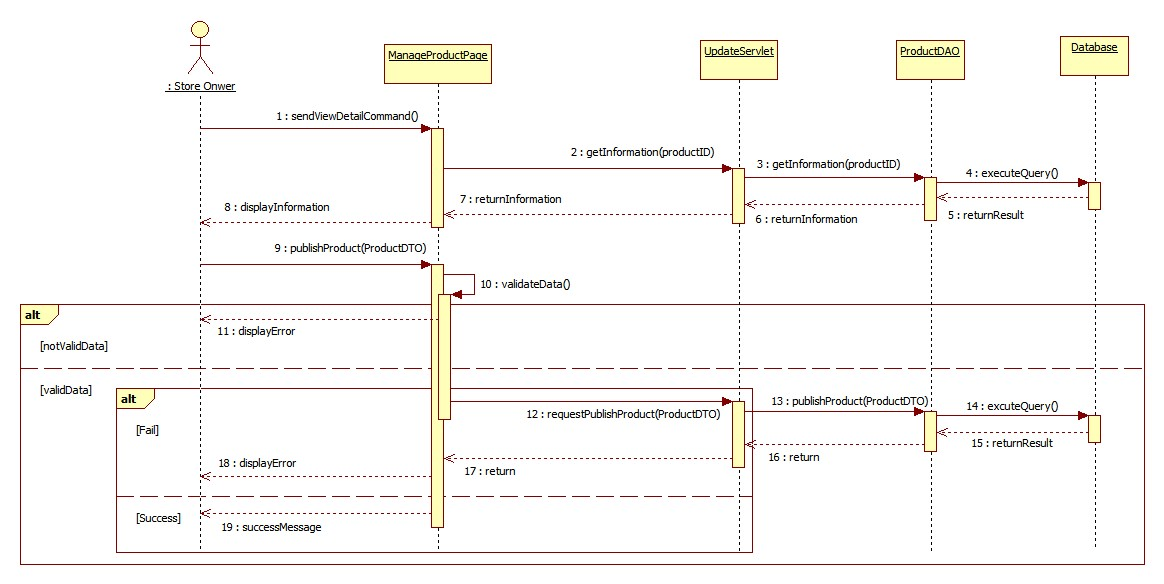 : Store Onwer
ManageProductPage
UpdateServlet
ProductDAO
Database
1 : sendViewDetailCommand()
2 : getInformation(productID)
3 : getInformation(productID)
4 : executeQuery()
5 : returnResult
6 : returnInformation
7 : returnInformation
8 : displayInformation
9 : publishProduct(ProductDTO)
10 : validateData()
alt
11 : displayError
[notValidData]
[validData]
alt
12 : requestPublishProduct(ProductDTO)
13 : publishProduct(ProductDTO)
14 : excuteQuery()
[Fail]
15 : returnResult
16 : return
17 : return
18 : displayError
[Success]
19 : successMessage